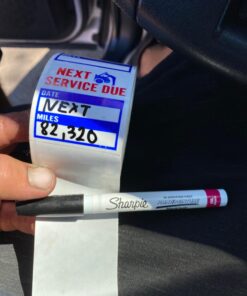 NEXT
SERVICE DUE
DATE
NEXT
MILES
82,320
Sharpie